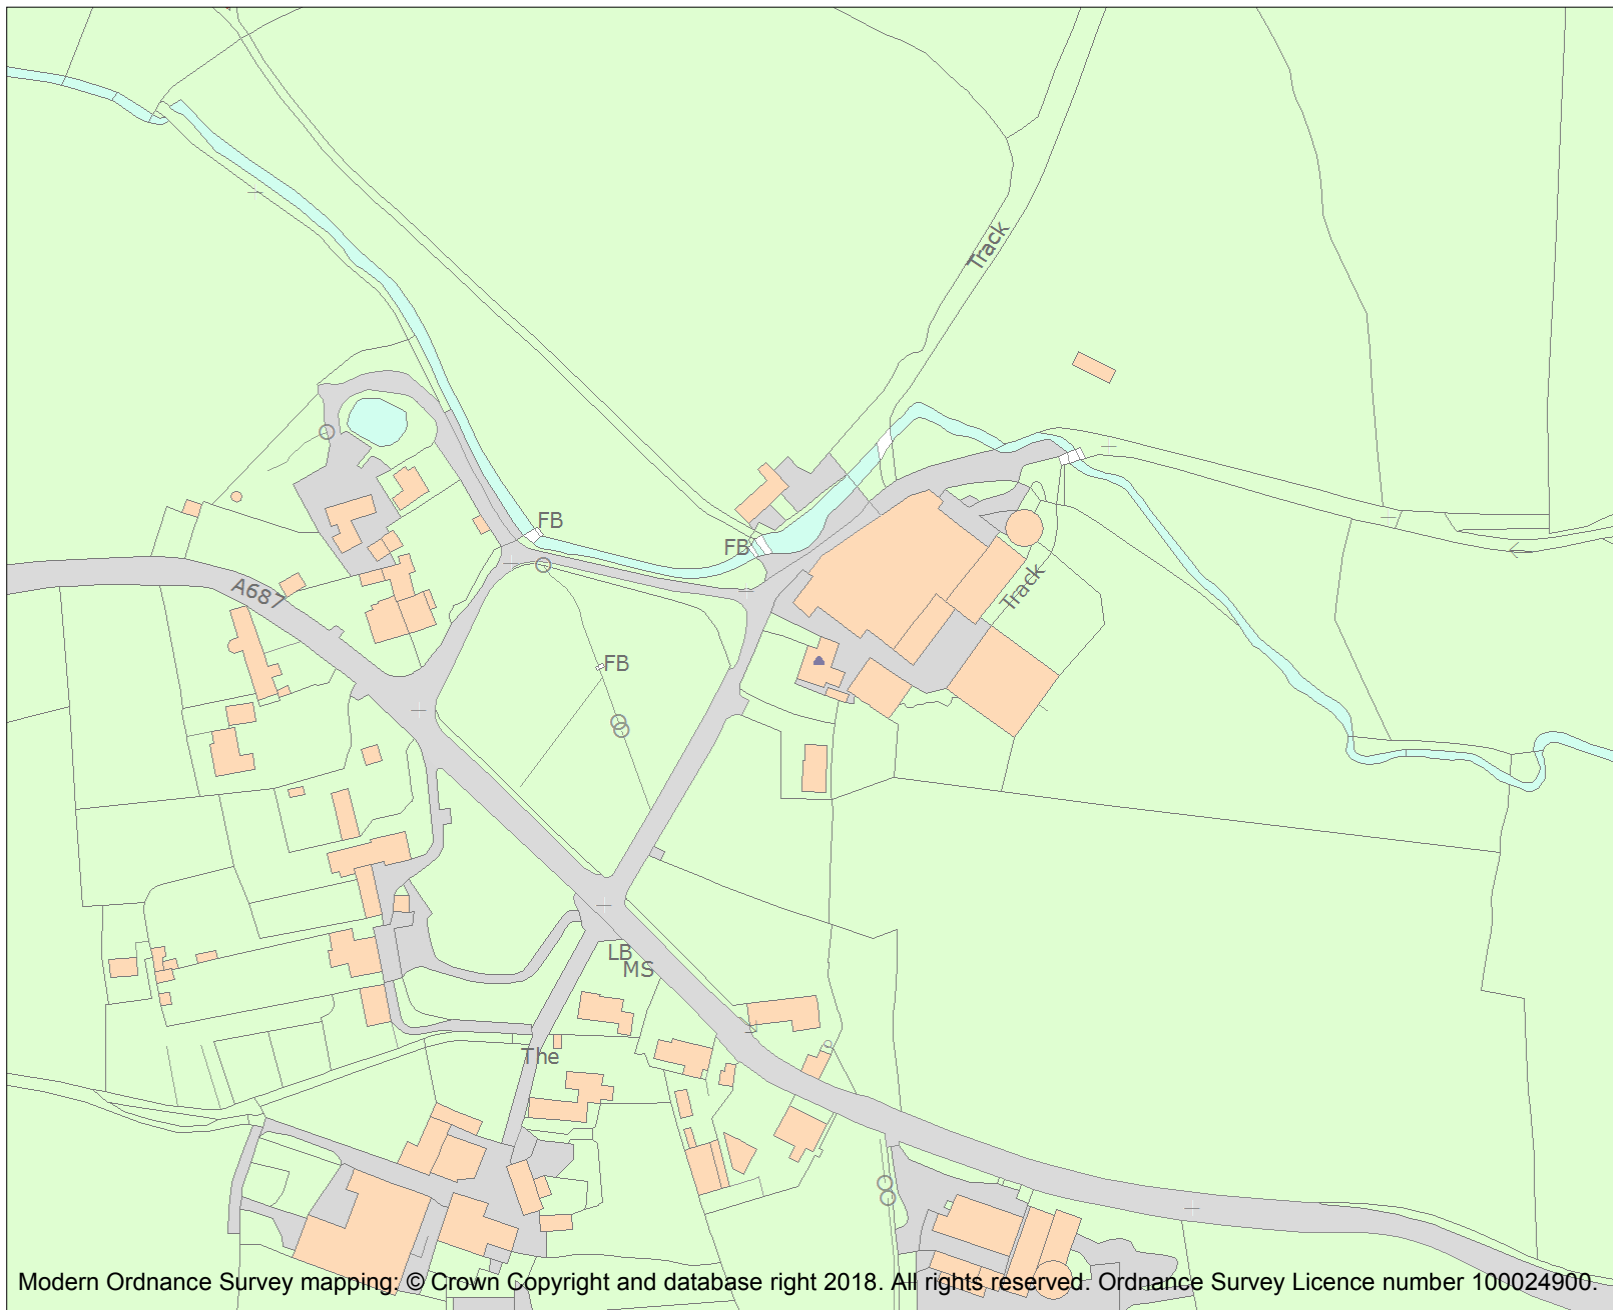 Track
FB
FB
Track
A687
FB
LB
MS
The
Modern Ordnance Survey mapping: © Crown Copyright and database right 2018. All rights reserved. Ordnance Survey Licence number 100024900.